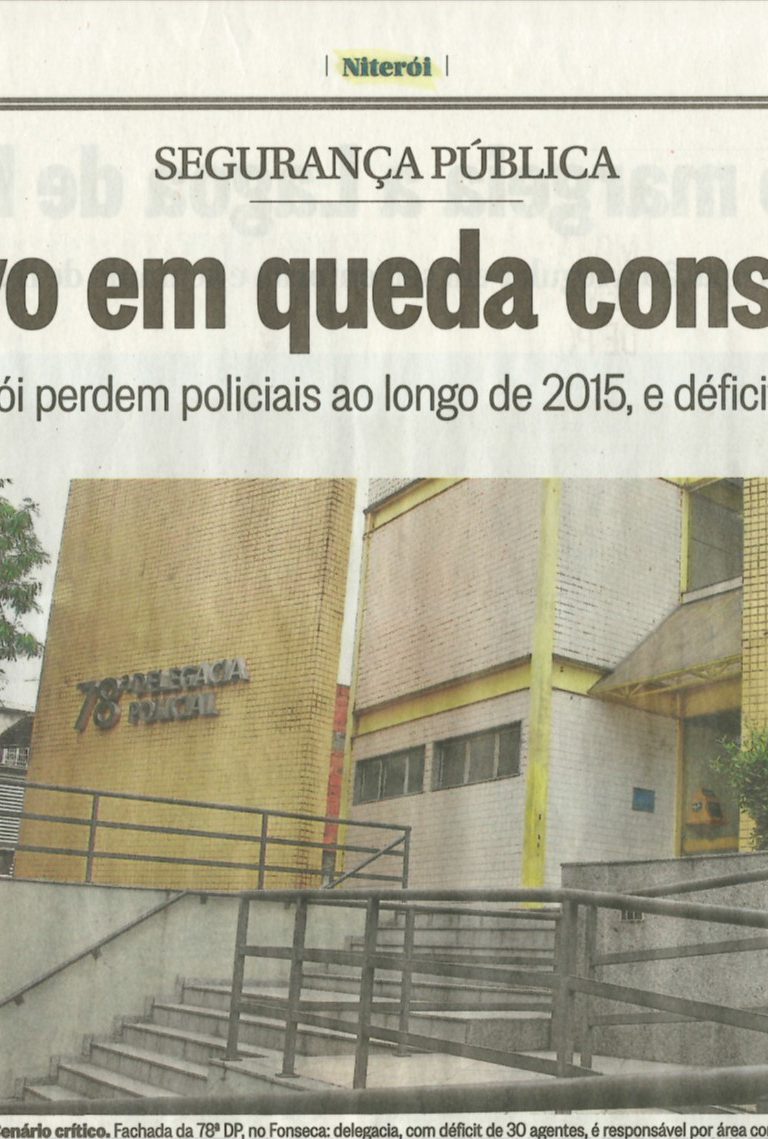 | Niterói |
SEGURANÇA PÚBLICA
vo em queda cons
ói perdem policiais ao longo de 2015, e défici
78ª DELEGACIA
POLICIAL
enário crítico. Fachada da 78ª DP, no Fonseca: delegacia, com déficit de 30 agentes, é responsável por área co